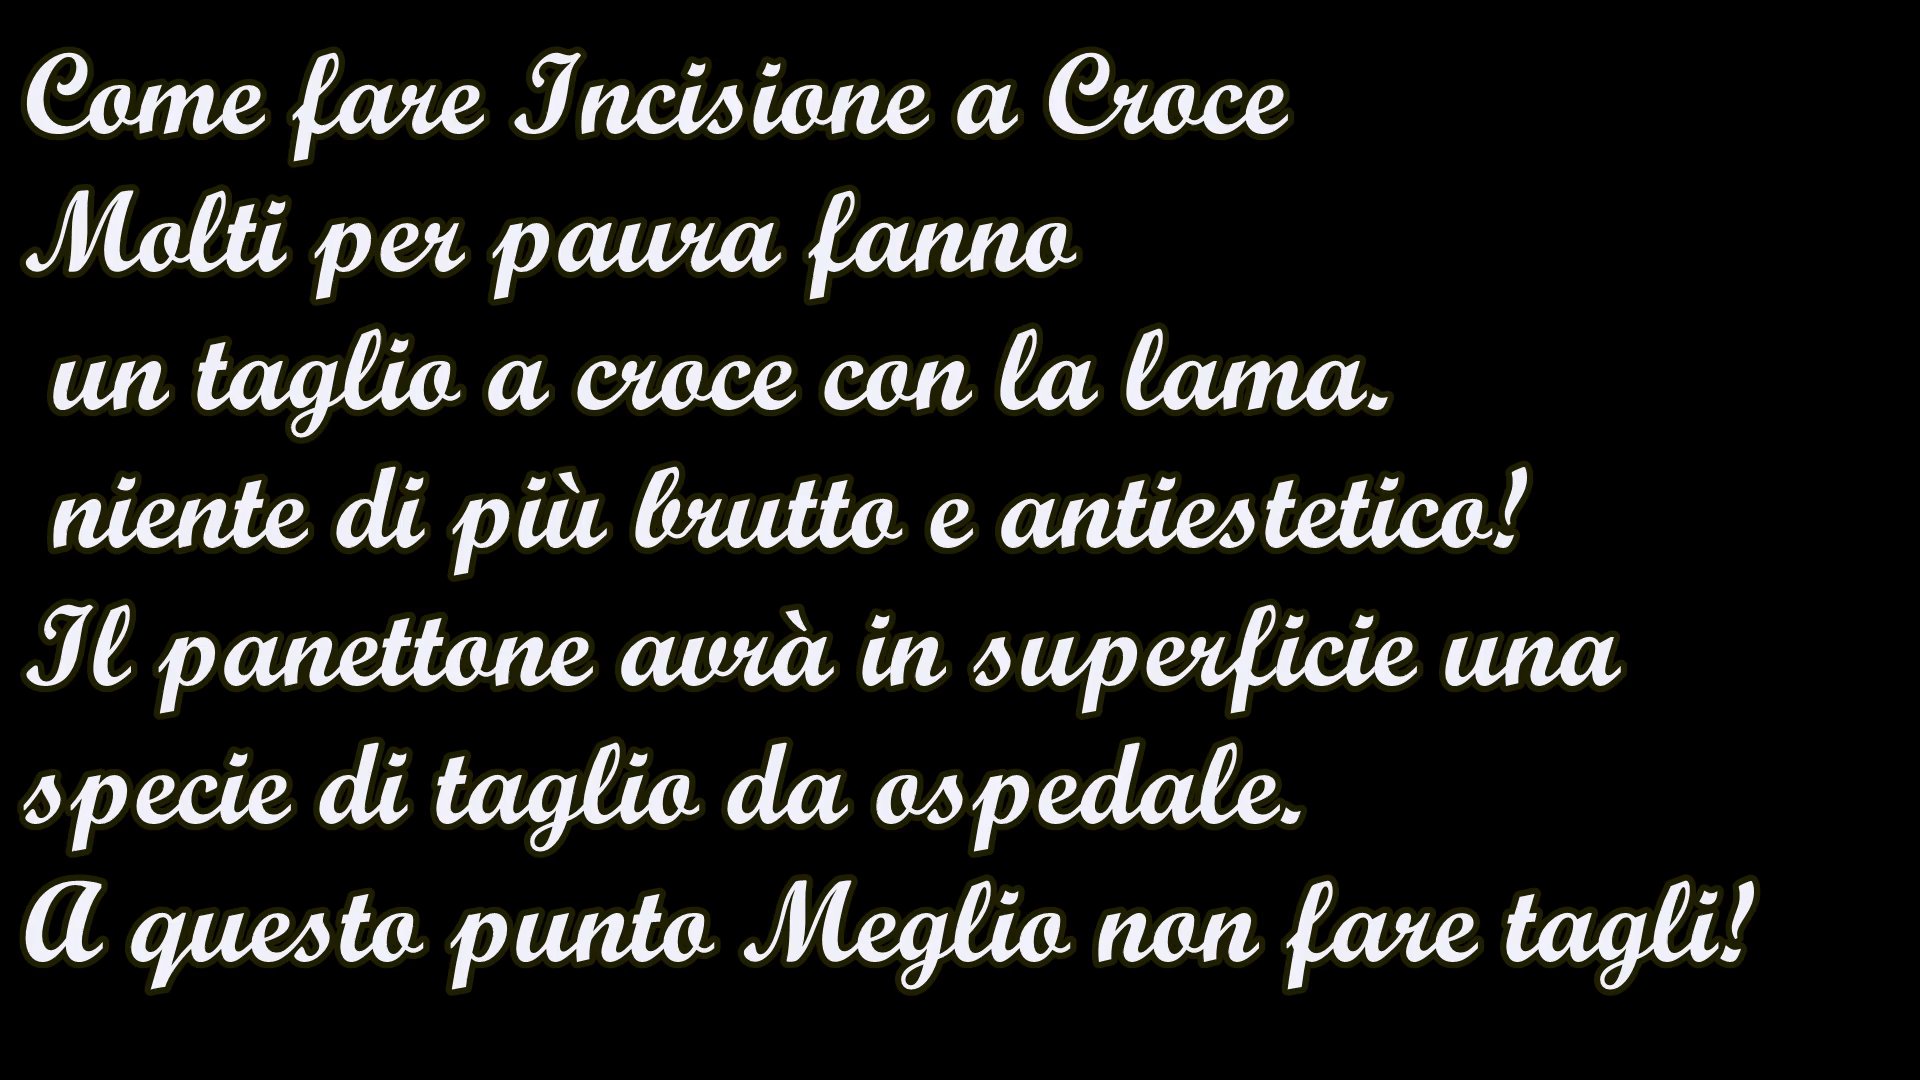 Come fare Incisione a Croce
Molti per paura fanno
un taglio a croce con la lama.
niente di più brutto e antiestetico!
Il panettone avrà in superficie una
specie di taglio da ospedale.
A questo punto Meglio non fare tagli!